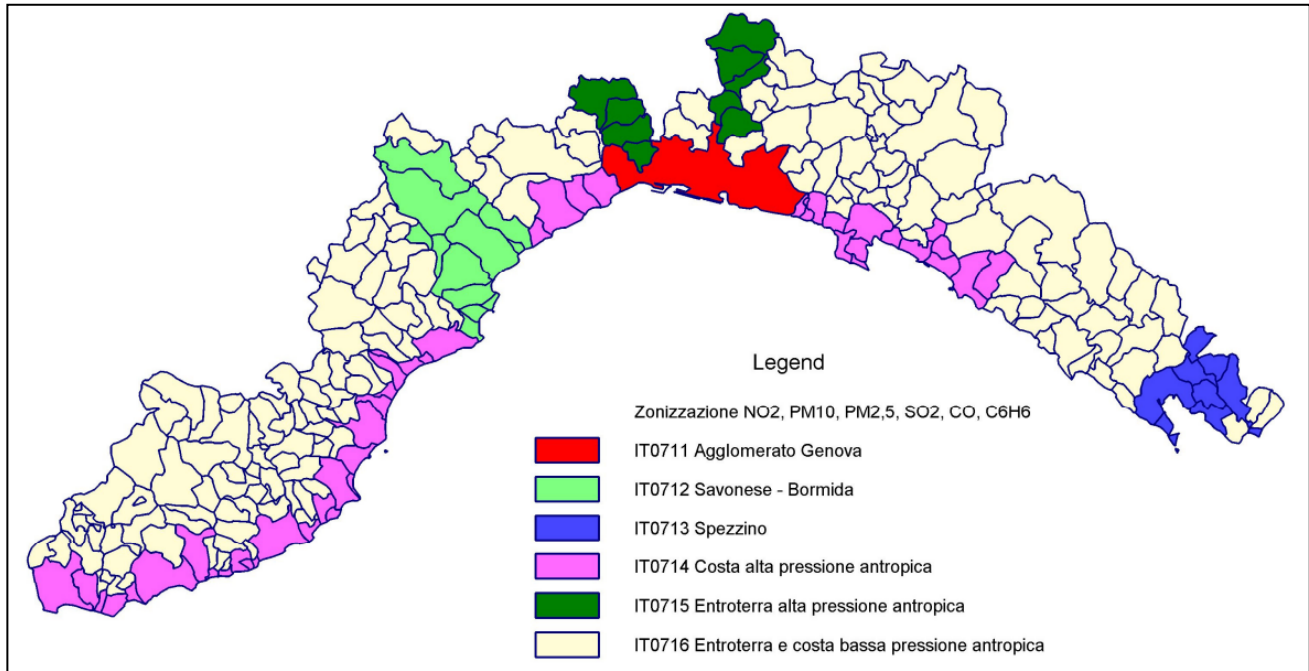 Legend
Zonizzazione NO2, PM10, PM2,5, SO2, CO, C6H6
IT0711 Agglomerato Genova
IT0712 Savonese - Bormida
IT0713 Spezzino
IT0714 Costa alta pressione antropica
IT0715 Entroterra alta pressione antropica
IT0716 Entroterra e costa bassa pressione antropica